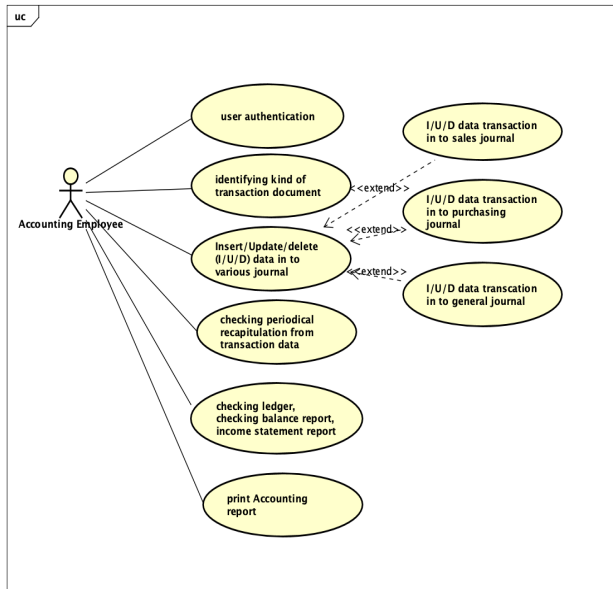 uc
user authentication
identifying kind of
transaction document
Accounting Employee
Insert/Update/delete
(I/U/D) data in to
various journal
checking periodical
recapitulation from
transaction data
checking ledger,
checking balance report,
income statement report
print Accounting
report
<<extend>>
<<extend>>
<<extend>>
I/U/D data transaction
in to sales journal
I/U/D data transaction
in to purchasing
journal
I/U/D data transcation
in to general journal